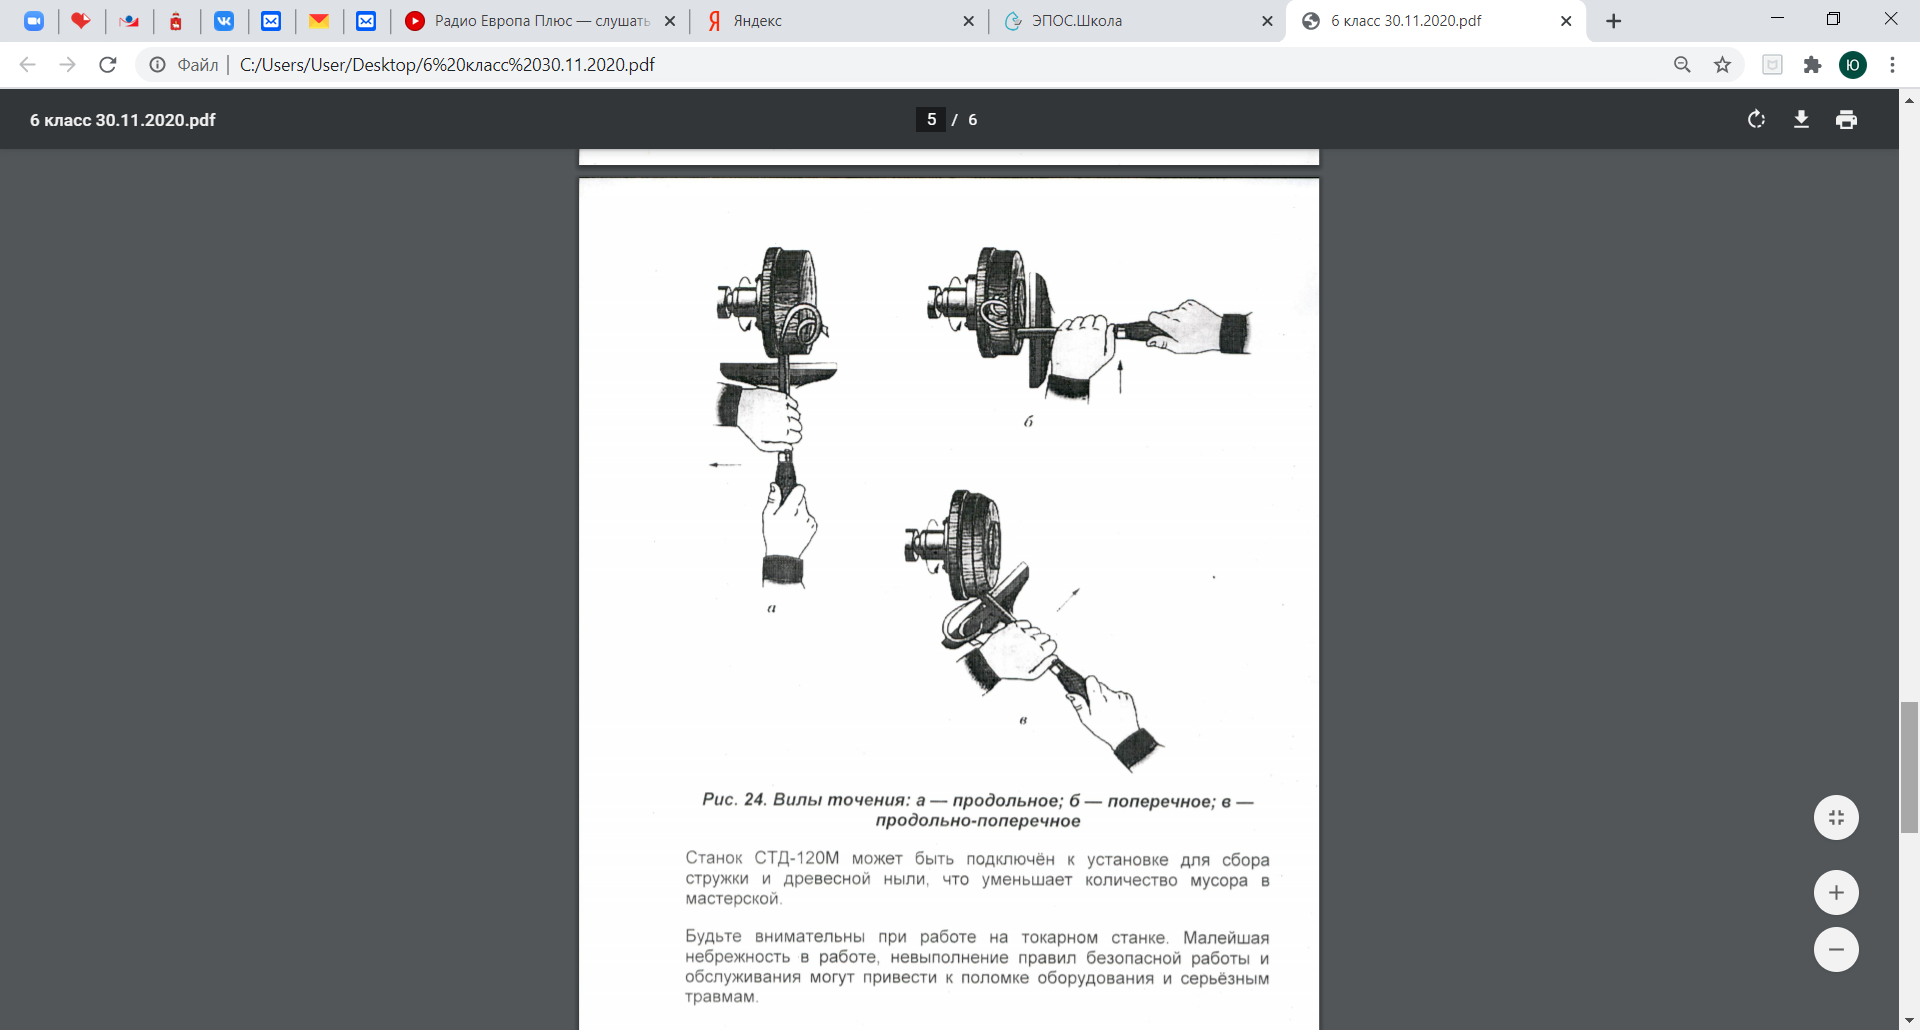 Радио Европа Плюс — слушать
Яндекс
ЭПОС.Школа
6 класс 30.11.2020.pdf
Файл
C:/Users/User/Desktop/6%20класс%2030.11.2020.pdf
Ю
6 класс 30.11.2020.pdf
5 / 6
б
а
в
Рис. 24. Вилы точения: а — продольное; б — поперечное; в —
продольно-поперечное
Станок СТД-120М может быть подключён к установке для сбора
стружки и древесной ныли, что уменьшает количество мусора в
мастерской.
Будьте внимательны при работе на токарном станке. Малейшая
небрежность в работе, невыполнение правил безопасной работы и
обслуживания могут привести к поломке оборудования и серьёзным
травмам.